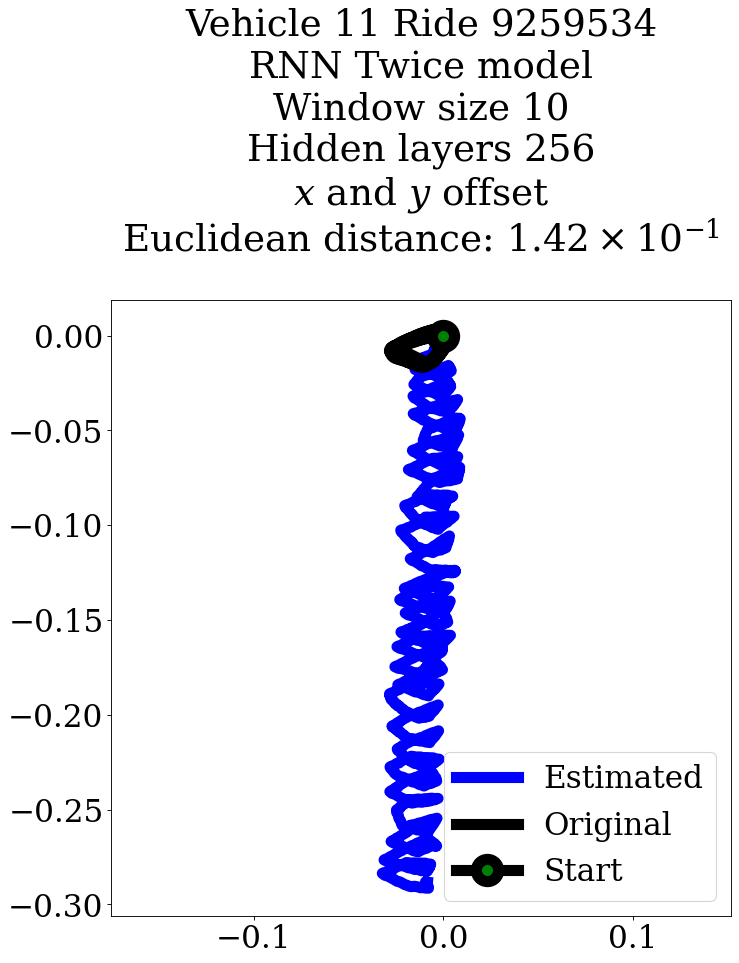 Vehicle 11 Ride 9259534
RNN Twice model
Window size 10
Hidden layers 256
x and y offset
Euclidean distance: 1.42 × 10⁻¹
0.00
−0.05
−0.10
−0.15
−0.20
−0.25
−0.30
Estimated
Original
Start
−0.1
0.0
0.1